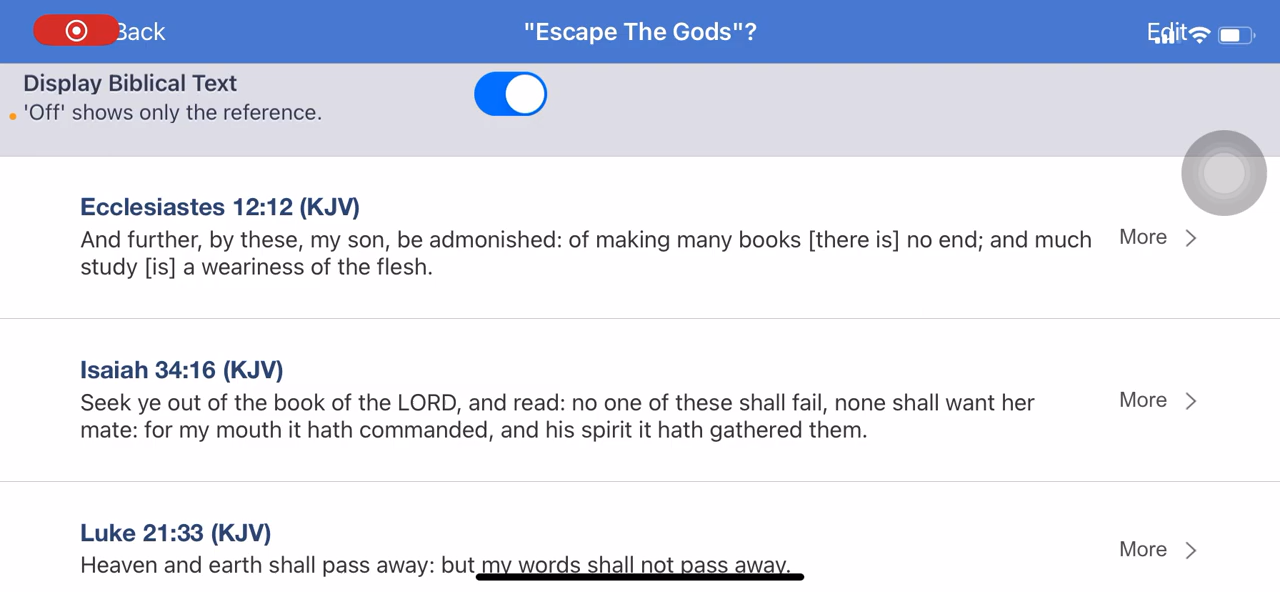 Back
"Escape The Gods"?
Edit
Display Biblical Text
'Off' shows only the reference.
Ecclesiastes 12:12 (KJV)
And further, by these, my son, be admonished: of making many books [there is] no end; and much
study [is] a weariness of the flesh.
More
Isaiah 34:16 (KJV)
Seek ye out of the book of the LORD, and read: no one of these shall fail, none shall want her
mate: for my mouth it hath commanded, and his spirit it hath gathered them.
More
Luke 21:33 (KJV)
Heaven and earth shall pass away: but my words shall not pass away.
More